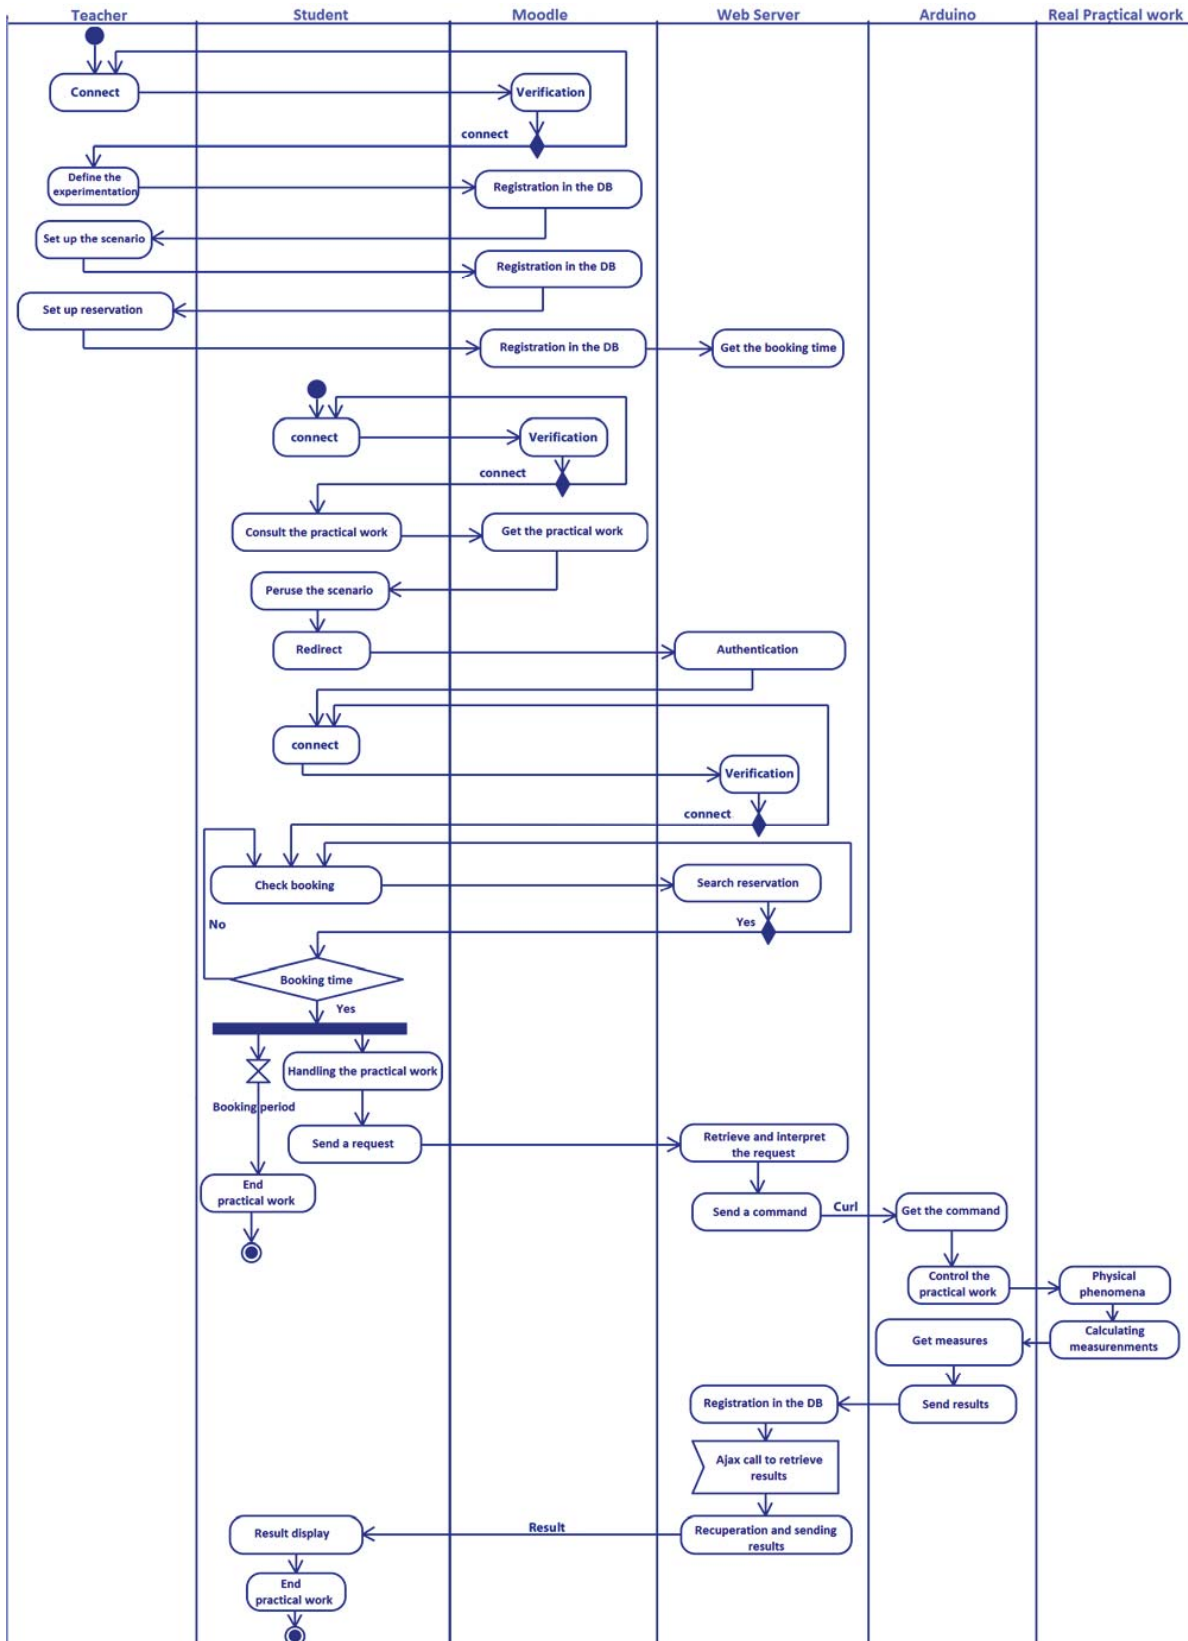 Teacher
Student
Moodle
Web Server
Arduino
Real Practical work
Connect
Verification
connect
Define the
experimentation
Registration in the DB
Set up the scenario
Registration in the DB
Set up reservation
Registration in the DB
Get the booking time
connect
Verification
connect
Consult the practical work
Get the practical work
Peruse the scenario
Redirect
Authentication
connect
Verification
connect
Check booking
Search reservation
No
Yes
Booking time
Yes
Handling the practical work
Booking period
Send a request
Retrieve and interpret
the request
End
practical work
Send a command
Curl
Get the command
Control the
practical work
Physical
phenomena
Get measures
Calculating
measurenments
Registration in the DB
Send results
Ajax call to retrieve
results
Result display
Result
Recuperation and sending
results
End
practical work